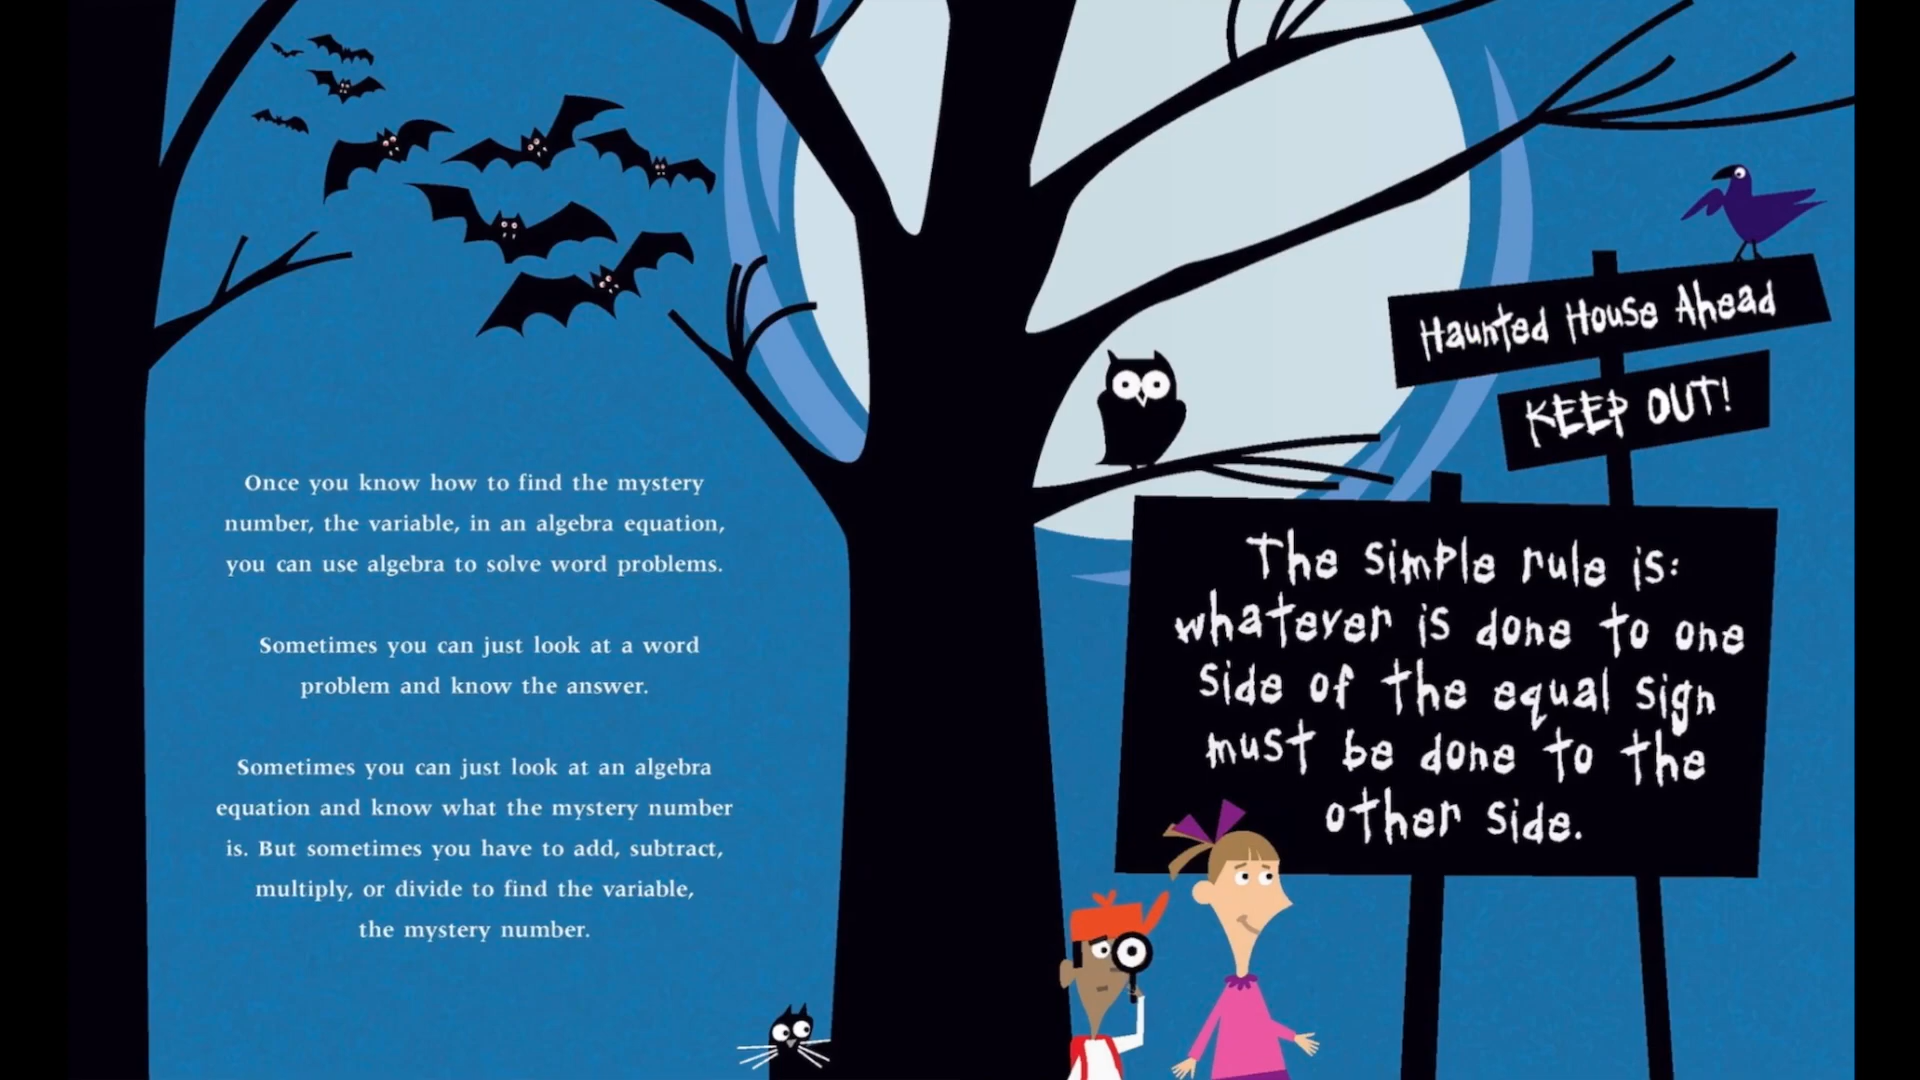 Once you know how to find the mystery
number, the variable, in an algebra equation,
you can use algebra to solve word problems.
Sometimes you can just look at a word
problem and know the answer.
Sometimes you can just look at an algebra
equation and know what the mystery number
is. But sometimes you have to add, subtract,
multiply, or divide to find the variable,
the mystery number.
Haunted House Ahead
KEEP OUT!
The simple rule is:
whatever is done to one
side of the equal sign
must be done to the
other side.